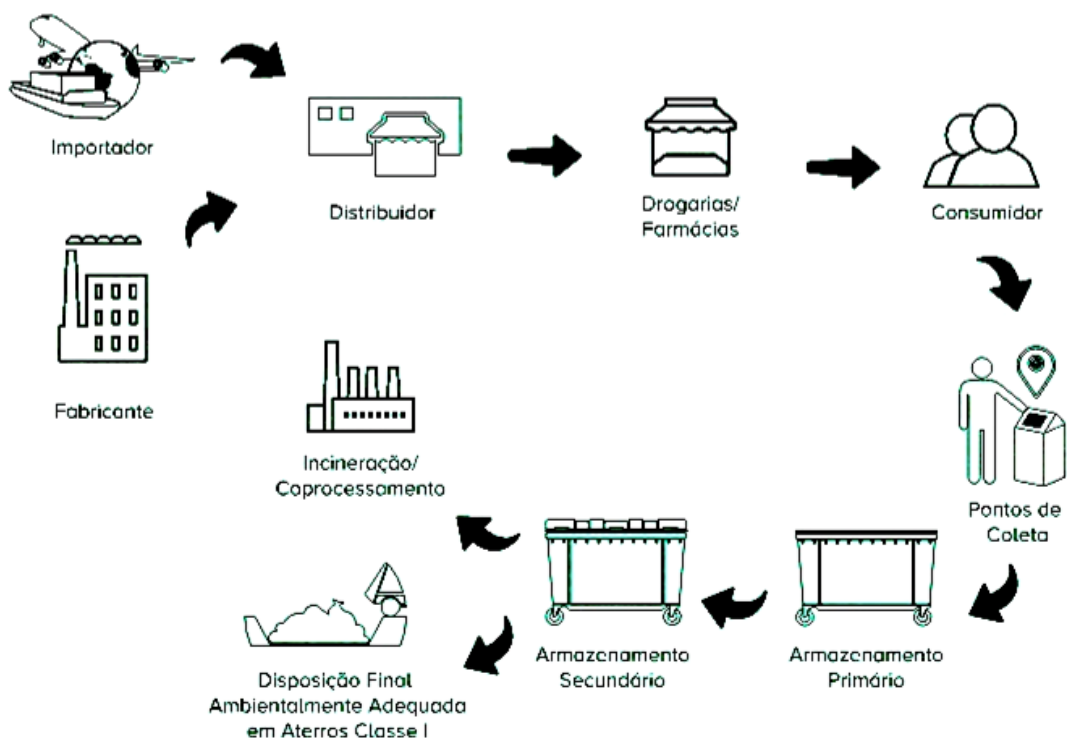 Importador
Distribuidor
Drogarias/
Farmácias
Consumidor
Fabricante
Incineração/
Coprocessamento
Pontos de
Coleta
Armazenamento
Secundário
Armazenamento
Primário
Disposição Final
Ambientalmente Adequada
em Aterros Classe I